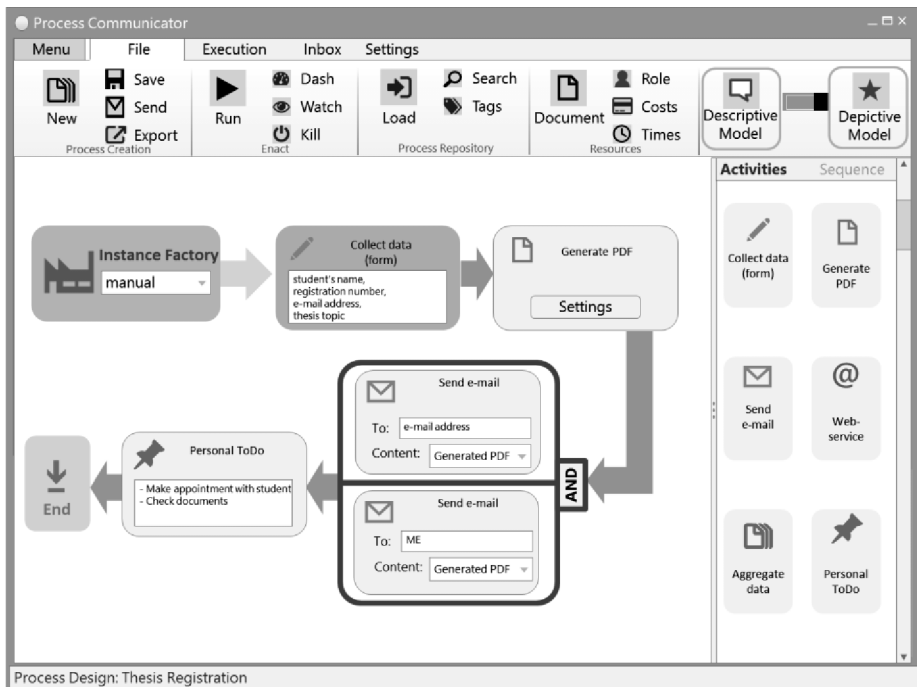 Process Communicator
Menu File Execution Inbox Settings
New
Save
Send
Export
Process Creation
Run
Dash
Watch
Kill
Enact
Load
Search
Tags
Process Repository
Document
Role
Costs
Times
Resources
Descriptive
Model
Depictive
Model
Instance Factory
manual
Collect data
(form)
student's name,
registration number,
e-mail address,
thesis topic
Generate PDF
Settings
AND
Send e-mail
To: e-mail address
Content: Generated PDF
Send e-mail
To: ME
Content: Generated PDF
Personal ToDo
- Make appointment with student
- Check documents
End
Activities Sequence
Collect data
(form)
Generate
PDF
Send
e-mail
@
Web-
service
Aggregate
data
Personal
ToDo
Process Design: Thesis Registration